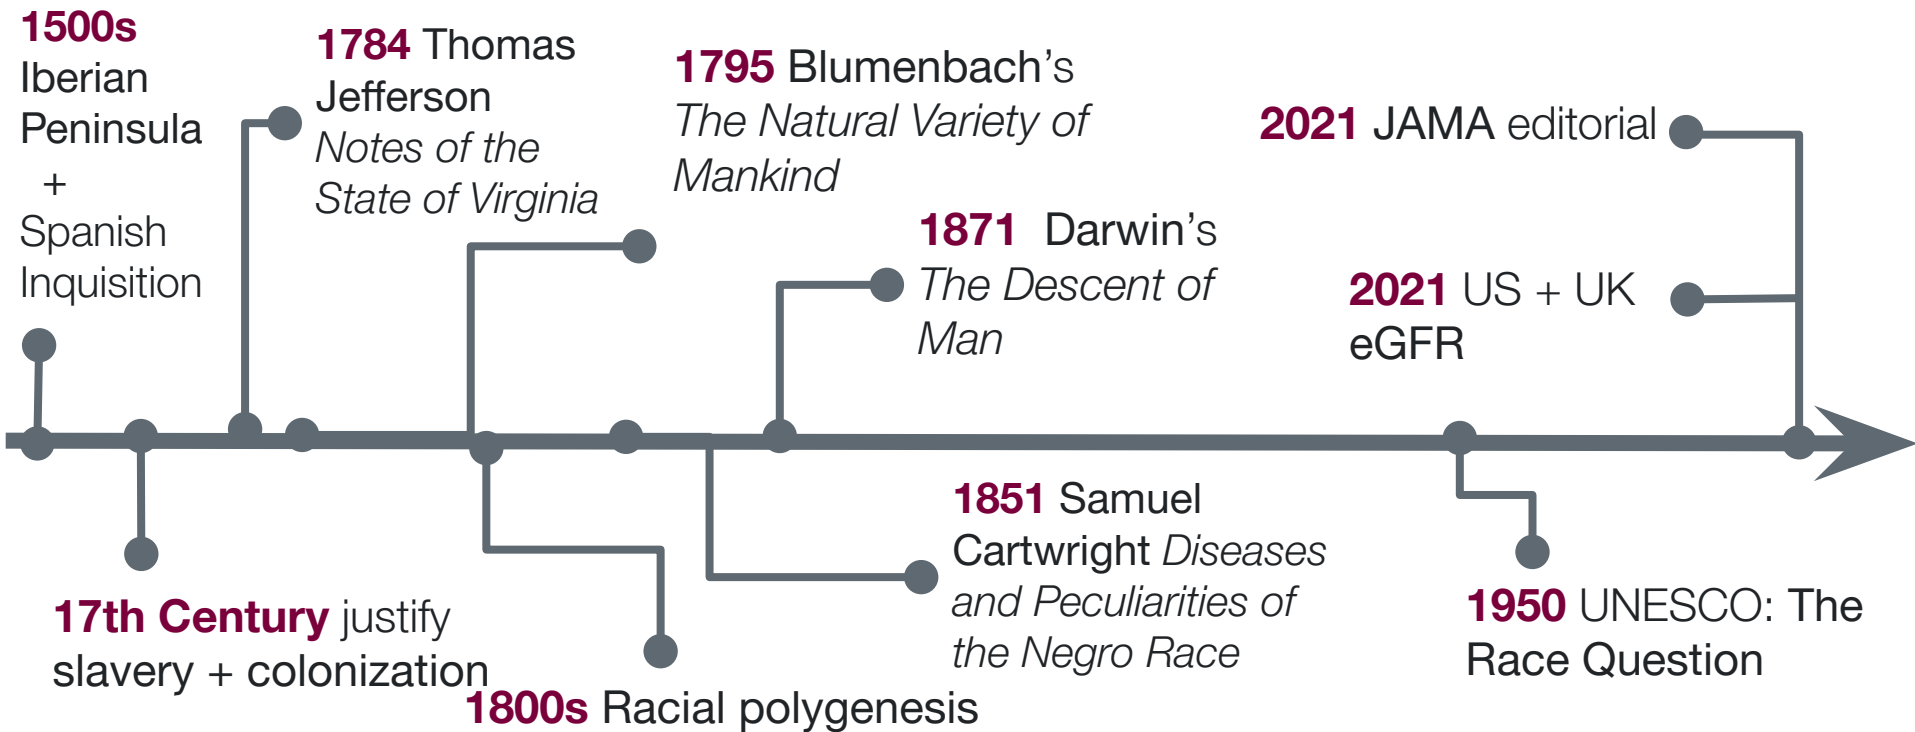 1500s
Iberian
Peninsula
+
Spanish
Inquisition
1784 Thomas
Jefferson
Notes of the
State of Virginia
1795 Blumenbach's
The Natural Variety of
Mankind
1871 Darwin's
The Descent of
Man
2021 JAMA editorial
2021 US + UK
eGFR
17th Century justify
slavery + colonization
1800s Racial polygenesis
1851 Samuel
Cartwright Diseases
and Peculiarities of
the Negro Race
1950 UNESCO: The
Race Question